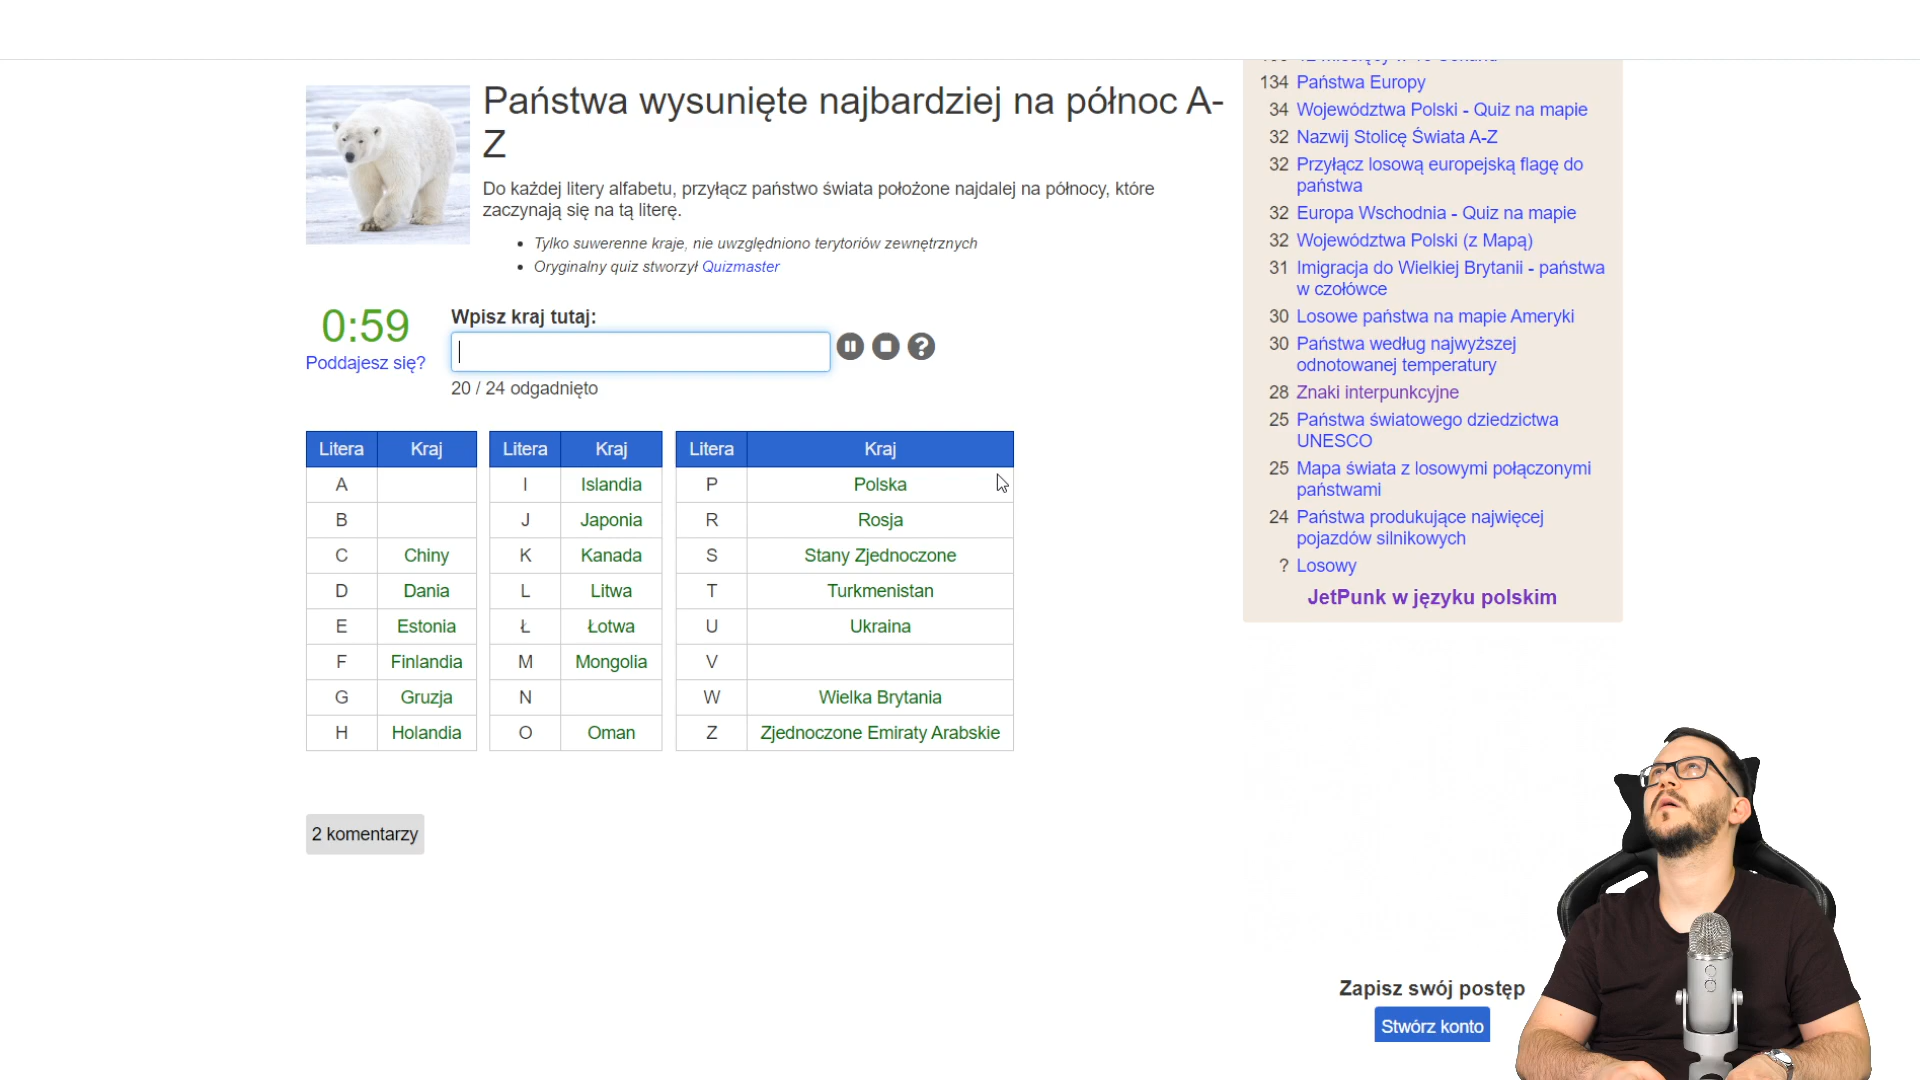 Państwa wysunięte najbardziej na północ A-
Z
Do każdej litery alfabetu, przyłącz państwo świata położone najdalej na północy, które
zaczynają się na tą literę.
Tylko suwerenne kraje, nie uwzględniono terytoriów zewnętrznych
Oryginalny quiz stworzył Quizmaster
0:59
Poddajesz się?
Wpisz kraj tutaj:
20 / 24 odgadnięto
Litera Kraj Litera Kraj Litera Kraj
A I Islandia P Polska
B J Japonia R Rosja
C Chiny K Kanada S Stany Zjednoczone
D Dania L Litwa T Turkmenistan
E Estonia Ł Łotwa U Ukraina
F Finlandia M Mongolia V
G Gruzja N W Wielka Brytania
H Holandia O Oman Z Zjednoczone Emiraty Arabskie
2 komentarzy
134 Państwa Europy
34 Województwa Polski - Quiz na mapie
32 Nazwij Stolicę Świata A-Z
32 Przyłącz losową europejską flagę do
państwa
32 Europa Wschodnia - Quiz na mapie
32 Województwa Polski (z Mapą)
31 Imigracja do Wielkiej Brytanii - państwa
w czołówce
30 Losowe państwa na mapie Ameryki
30 Państwa według najwyższej
odnotowanej temperatury
28 Znaki interpunkcyjne
25 Państwa światowego dziedzictwa
UNESCO
25 Mapa świata z losowymi połączonymi
państwami
24 Państwa produkujące najwięcej
pojazdów silnikowych
? Losowy
JetPunk w języku polskim
Zapisz swój postęp
Stwórz konto